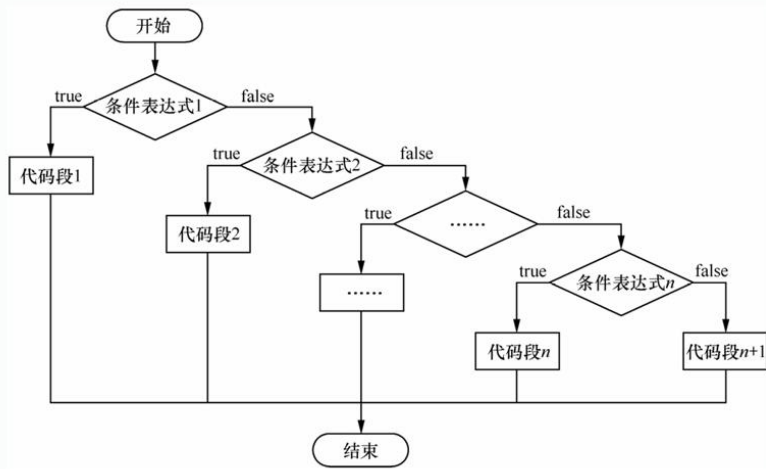 开始
条件表达式1
true
false
代码段1
条件表达式2
true
false
代码段2
……
true
false
……
条件表达式n
true
false
代码段n
代码段n+1
结束